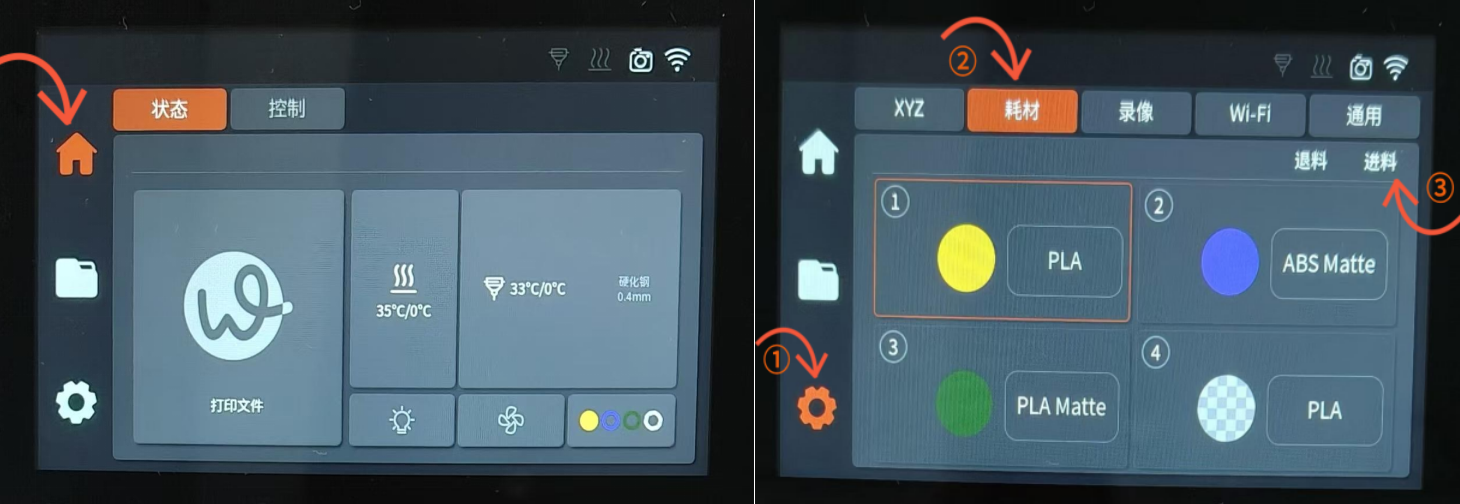 状态
控制
35°C/0°C
33°C/0°C
硬化钢
0.4mm
打印文件
②
XYZ
耗材
录像
Wi-Fi
通用
退料
进料
③
①
PLA
②
ABS Matte
①
③
PLA Matte
④
PLA